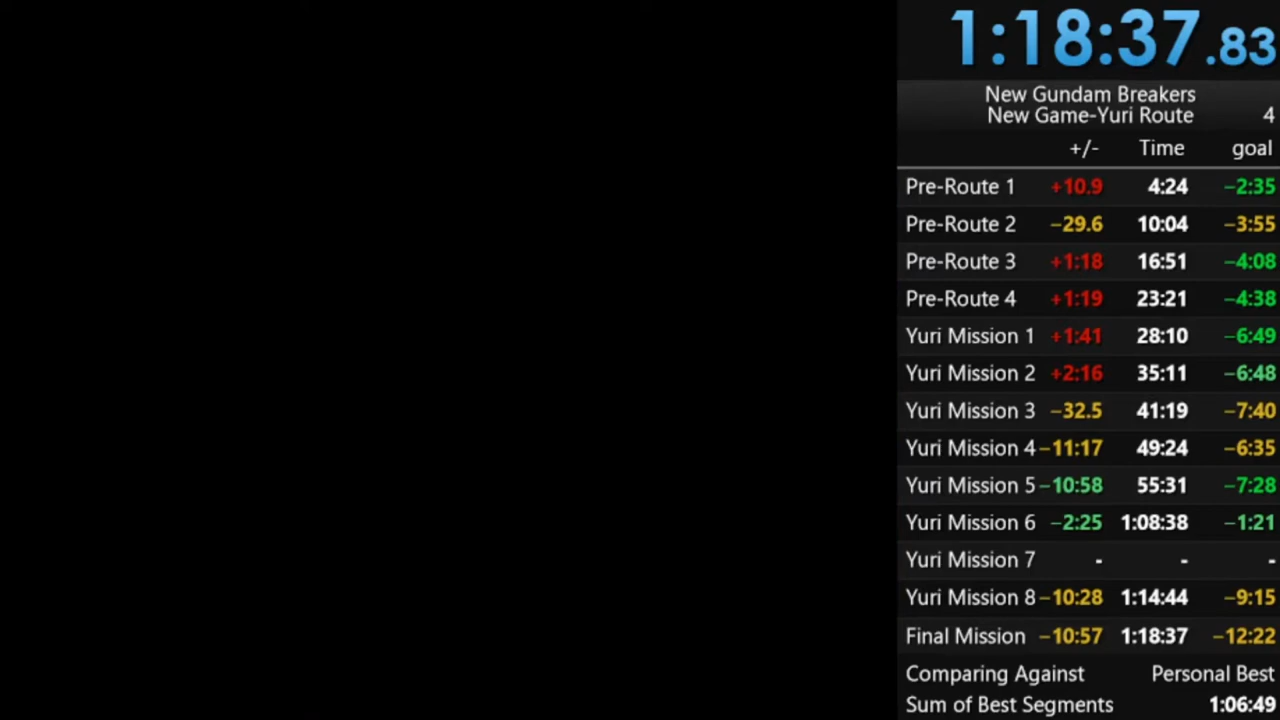 1:18:37.83
New Gundam Breakers
New Game-Yuri Route 4
+/- Time goal
Pre-Route 1 +10.9 4:24 −2:35
Pre-Route 2 −29.6 10:04 −3:55
Pre-Route 3 +1:18 16:51 −4:08
Pre-Route 4 +1:19 23:21 −4:38
Yuri Mission 1 +1:41 28:10 −6:49
Yuri Mission 2 +2:16 35:11 −6:48
Yuri Mission 3 −32.5 41:19 −7:40
Yuri Mission 4 −11:17 49:24 −6:35
Yuri Mission 5 −10:58 55:31 −7:28
Yuri Mission 6 −2:25 1:08:38 −1:21
Yuri Mission 7 - - -
Yuri Mission 8 −10:28 1:14:44 −9:15
Final Mission −10:57 1:18:37 −12:22
Comparing Against Personal Best
Sum of Best Segments 1:06:49